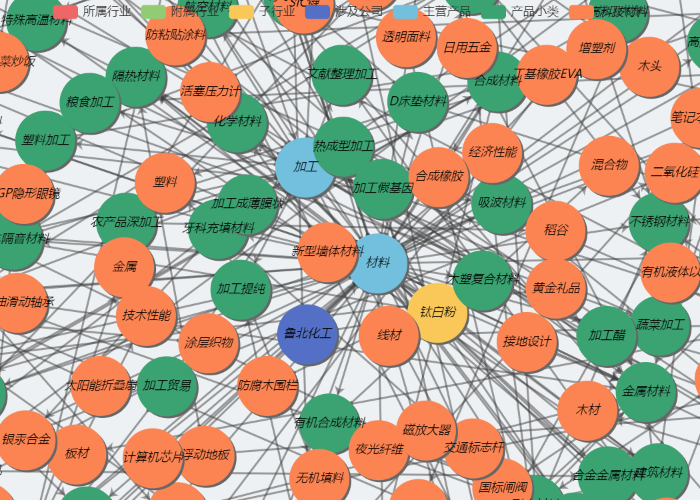 所属行业 附属行业 子行业 涉及公司 主营产品 产品小类
特殊高温材料
航空材料
SiC键
防粘贴涂料
透明面料
日用五金
增塑剂
木头
菜炒饭
隔热材料
文献整理加工
合成材料
丁基橡胶EVA
粮食加工
活塞压力计
D床垫材料
化学材料
塑料加工
热成型加工
经济性能
加工
混合物
二氧化硅
塑料
加工假基因
合成橡胶
GP隐形眼镜
加工成薄膜状
吸波材料
农产品深加工
牙科充填材料
稻谷
不锈钢材料
隔音材料
新型墙体材料
材料
金属
木塑复合材料
黄金礼品
有机液体以
加工提纯
油滑动轴承
技术性能
钛白粉
鲁北化工
线材
涂层织物
接地设计
加工醋
蔬菜加工
太阳能折叠房
加工贸易
防腐木围栏
金属材料
木材
有机合成材料
磁放大器
银汞合金
板材
计算机芯片
浮动地板
夜光纤维
交通标志杆
无机填料
国标闸阀
合金金属材料
建筑材料